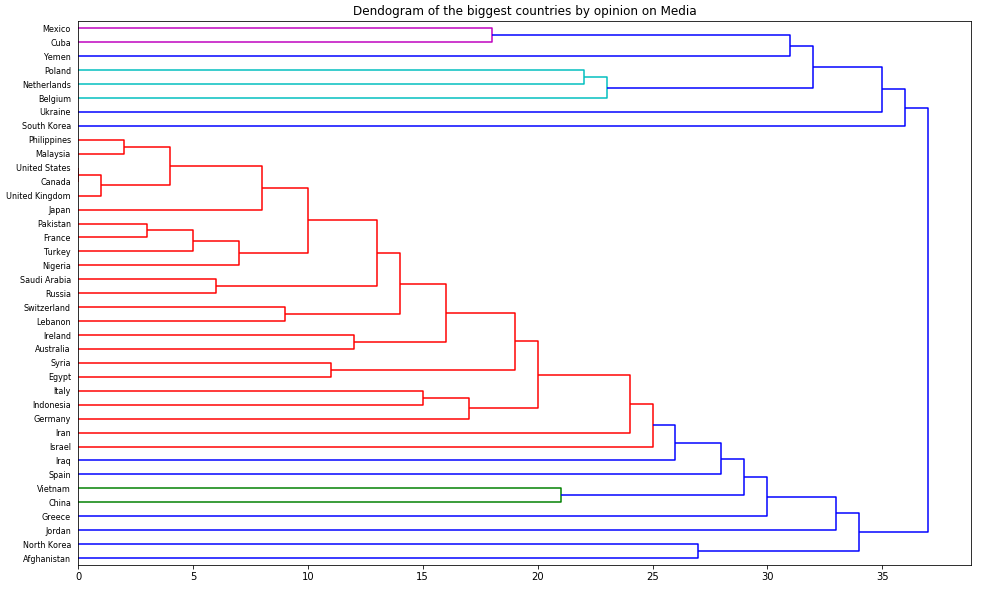 Dendogram of the biggest countries by opinion on Media
Mexico
Cuba
Yemen
Poland
Netherlands
Belgium
Ukraine
South Korea
Philippines
Malaysia
United States
Canada
United Kingdom
Japan
Pakistan
France
Turkey
Nigeria
Saudi Arabia
Russia
Switzerland
Lebanon
Ireland
Australia
Syria
Egypt
Italy
Indonesia
Germany
Iran
Israel
Iraq
Spain
Vietnam
China
Greece
Jordan
North Korea
Afghanistan
0 5 10 15 20 25 30 35